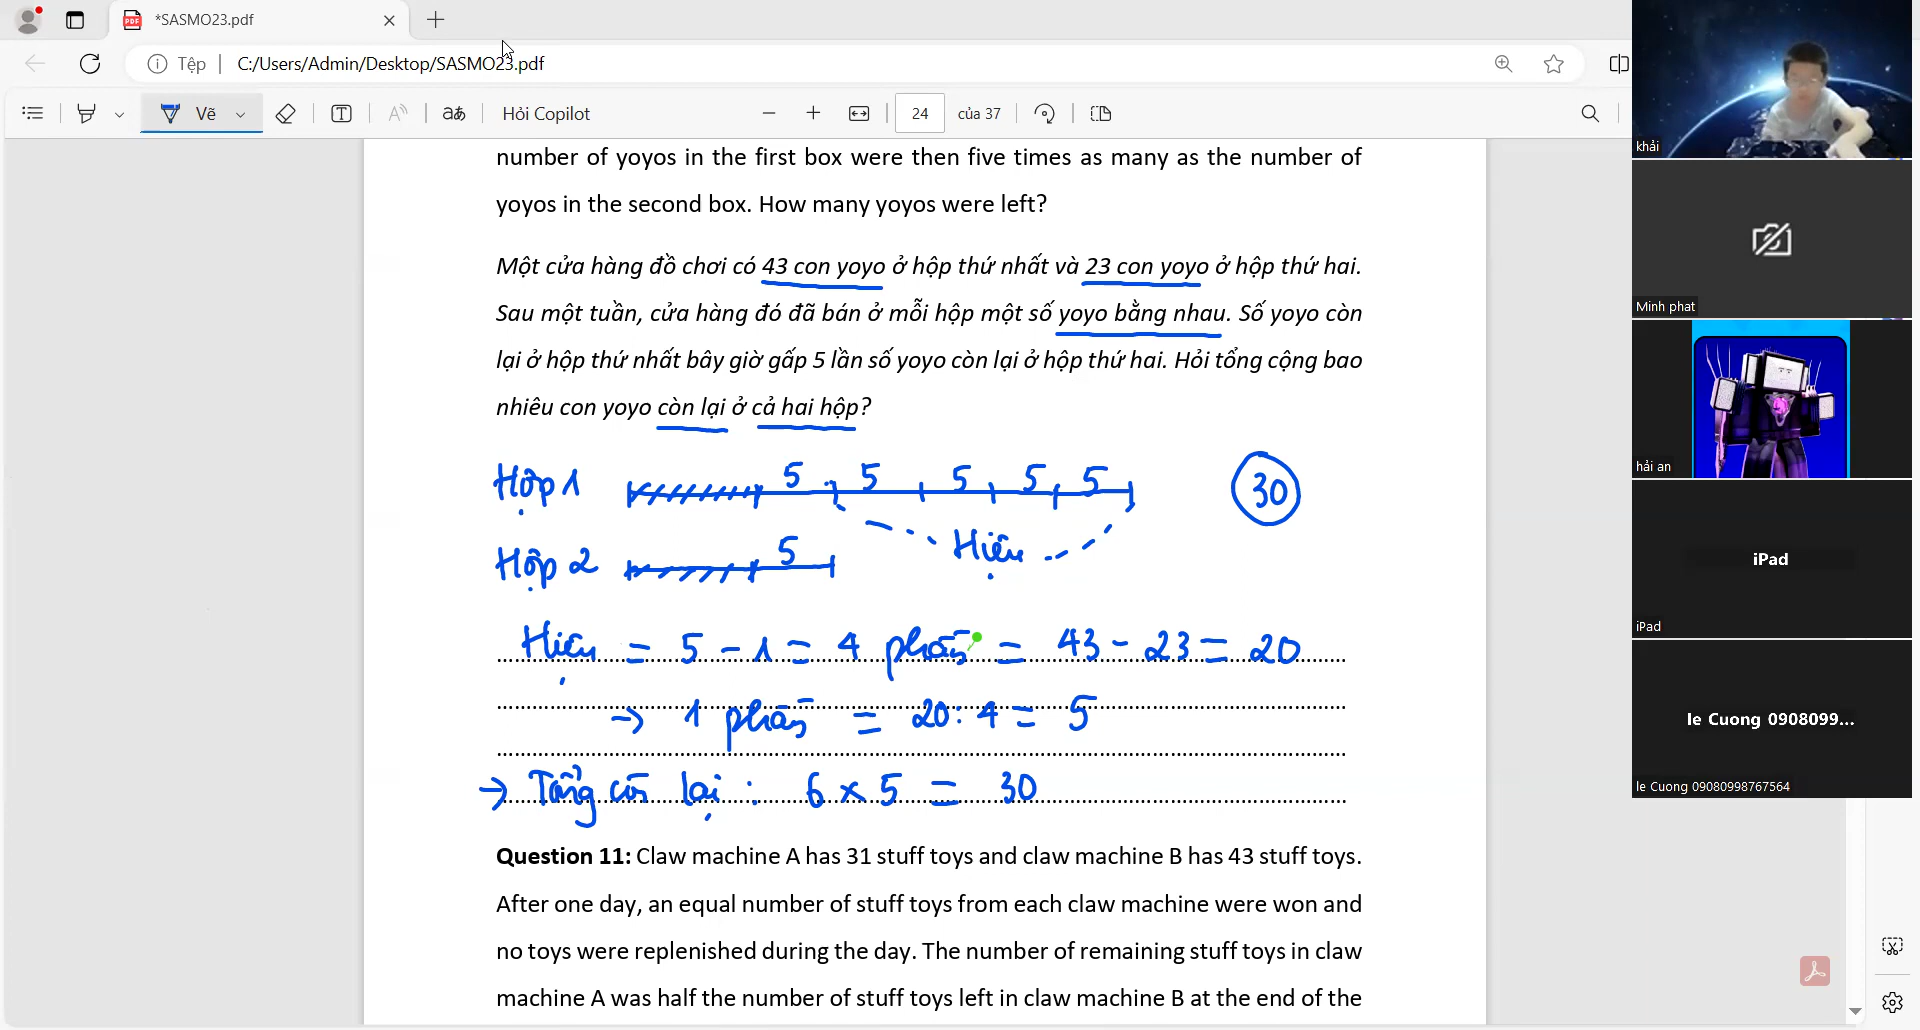 *SASMO23.pdf
Tệp
C:/Users/Admin/Desktop/SASMO23.pdf
Vẽ
Hỏi Copilot
24 của 37
number of yoyos in the first box were then five times as many as the number of
yoyos in the second box. How many yoyos were left?
Một cửa hàng đồ chơi có 43 con yoyo ở hộp thứ nhất và 23 con yoyo ở hộp thứ hai.
Sau một tuần, cửa hàng đó đã bán ở mỗi hộp một số yoyo bằng nhau. Số yoyo còn
lại ở hộp thứ nhất bây giờ gấp 5 lần số yoyo còn lại ở hộp thứ hai. Hỏi tổng cộng bao
nhiêu con yoyo còn lại ở cả hai hộp?
Hộp 1 5 5 5 5 5 30
Hiệu
Hộp 2 5
Hiệu = 5 - 1 = 4 phần = 43 - 23 = 20
→ 1 phần = 20 : 4 = 5
→ Tổng còn lại : 6 x 5 = 30
Question 11: Claw machine A has 31 stuff toys and claw machine B has 43 stuff toys.
After one day, an equal number of stuff toys from each claw machine were won and
no toys were replenished during the day. The number of remaining stuff toys in claw
machine A was half the number of stuff toys left in claw machine B at the end of the
khải
Minh phat
hải an
iPad
iPad
le Cuong 0908099...
le Cuong 09080998767564